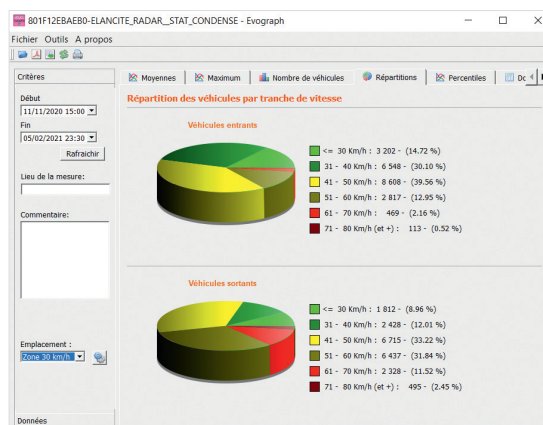 801F12EBAEB0-ELANCITE_RADAR__STAT_CONDENSE - Evograph
Fichier Outils A propos
Critères
Moyennes
Maximum
Nombre de véhicules
Répartitions
Percentiles
Début
11/11/2020 15:00
Fin
05/02/2021 23:30
Rafraichir
Lieu de la mesure:
Commentaire:
Emplacement :
Zone 30 km/h
Données
Répartition des véhicules par tranche de vitesse
Véhicules entrants
<= 30 Km/h : 3 202 - (14.72 %)
31 - 40 Km/h : 6 548 - (30.10 %)
41 - 50 Km/h : 8 608 - (39.56 %)
51 - 60 Km/h : 2 817 - (12.95 %)
61 - 70 Km/h : 469 - (2.16 %)
71 - 80 Km/h (et +) : 113 - (0.52 %)
Véhicules sortants
<= 30 Km/h : 1 812 - (8.96 %)
31 - 40 Km/h : 2 428 - (12.01 %)
41 - 50 Km/h : 6 715 - (33.22 %)
51 - 60 Km/h : 6 437 - (31.84 %)
61 - 70 Km/h : 2 328 - (11.52 %)
71 - 80 Km/h (et +) : 495 - (2.45 %)